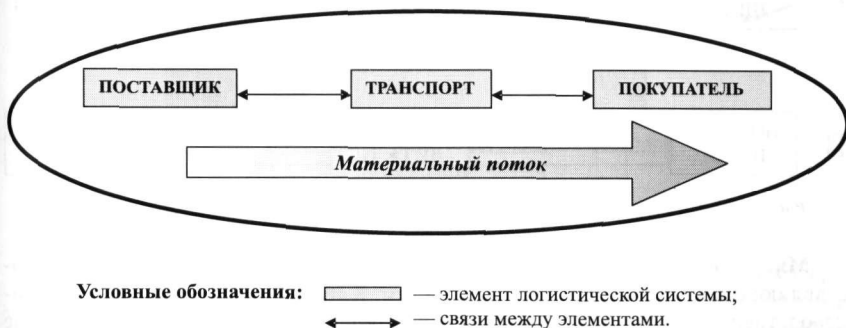 ПОСТАВЩИК ТРАНСПОРТ ПОКУПАТЕЛЬ
Материальный поток
Условные обозначения: — элемент логистической системы;
— связи между элементами.